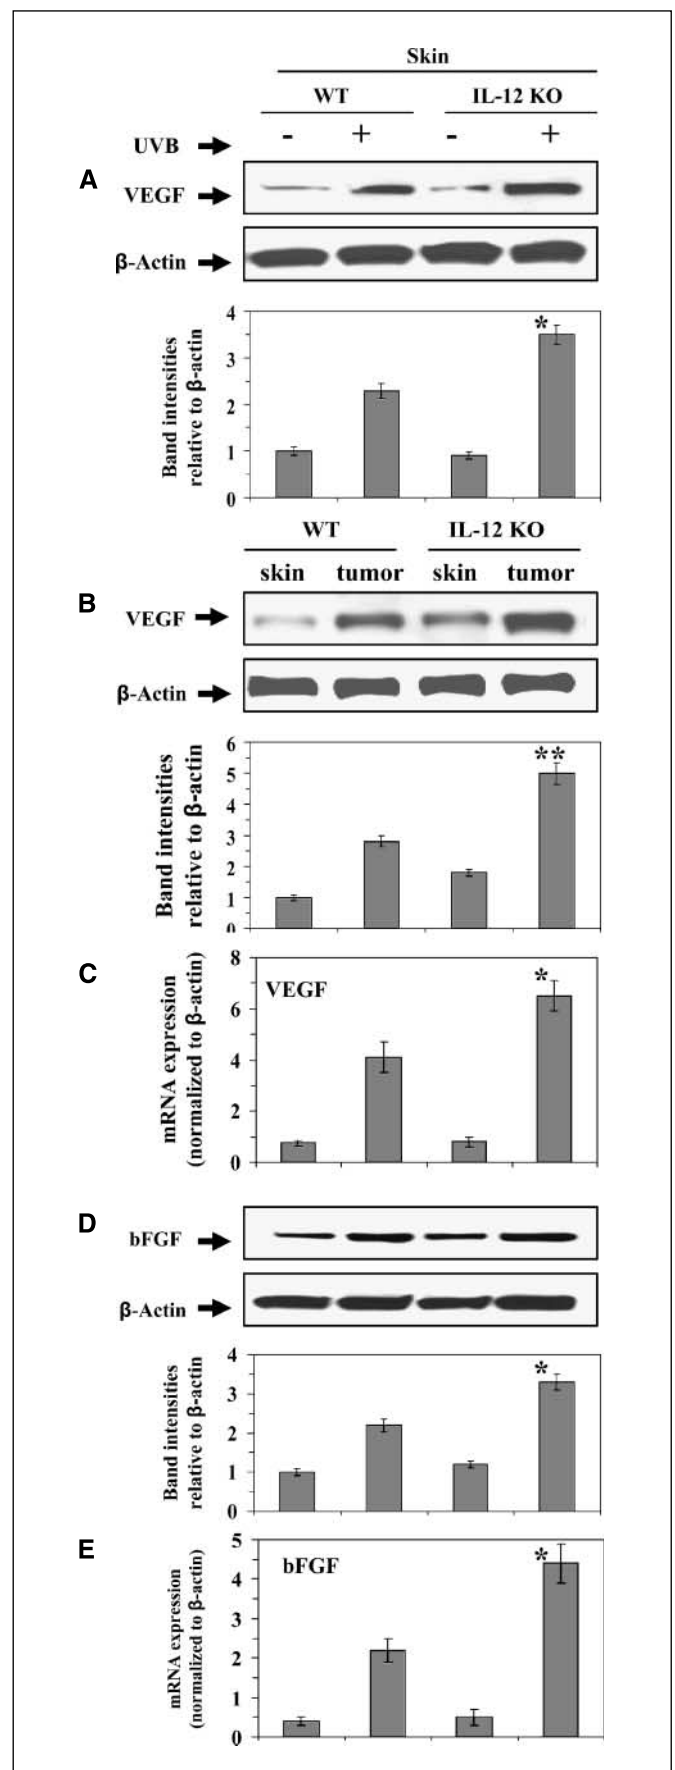 Skin
WT IL-12 KO
UVB - + - +
A
VEGF
β-Actin
Band intensities
relative to β-actin
4
3
2
1
0
WT IL-12 KO
skin tumor skin tumor
B
VEGF
β-Actin
Band intensities
relative to β-actin
6
5
4
3
2
1
0
**
*
C
VEGF
mRNA expression
(normalized to β-actin)
8
6
4
2
0
*
D
bFGF
β-Actin
Band intensities
relative to β-actin
4
3
2
1
0
*
E
bFGF
mRNA expression
(normalized to β-actin)
5
4
3
2
1
0
*